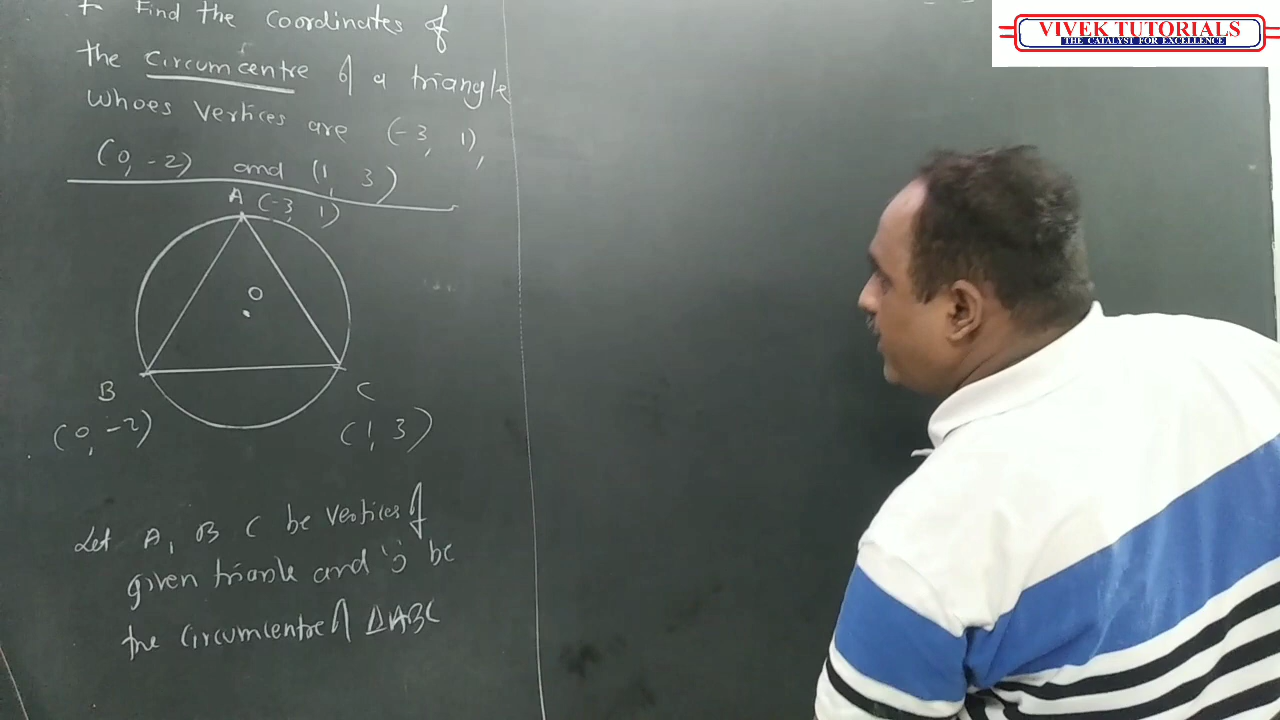 Find the coordinates of
the circumcentre of a triangle
whoes vertices are (-3, 1),
(0, -2) and (1, 3)
A (-3, 1)
O
B
C
(0, -2)
(1, 3)
Let A, B C be vertices of
given triangle and 'o' be
the circumcentre of ΔABC
VIVEK TUTORIALS
THE CATALYST FOR EXCELLENCE